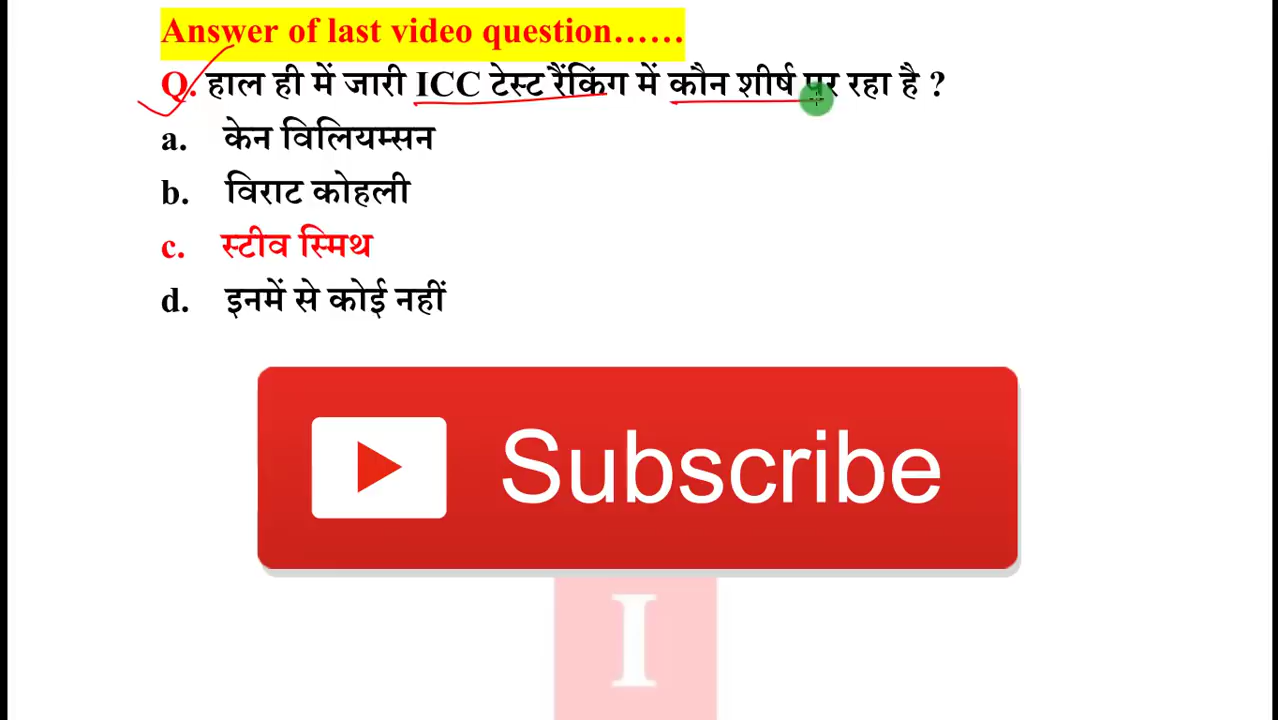 Answer of last video question……
Q. हाल ही में जारी ICC टेस्ट रैंकिंग में कौन शीर्ष पर रहा है ?
a. केन विलियम्सन
b. विराट कोहली
c. स्टीव स्मिथ
d. इनमें से कोई नहीं
Subscribe
I